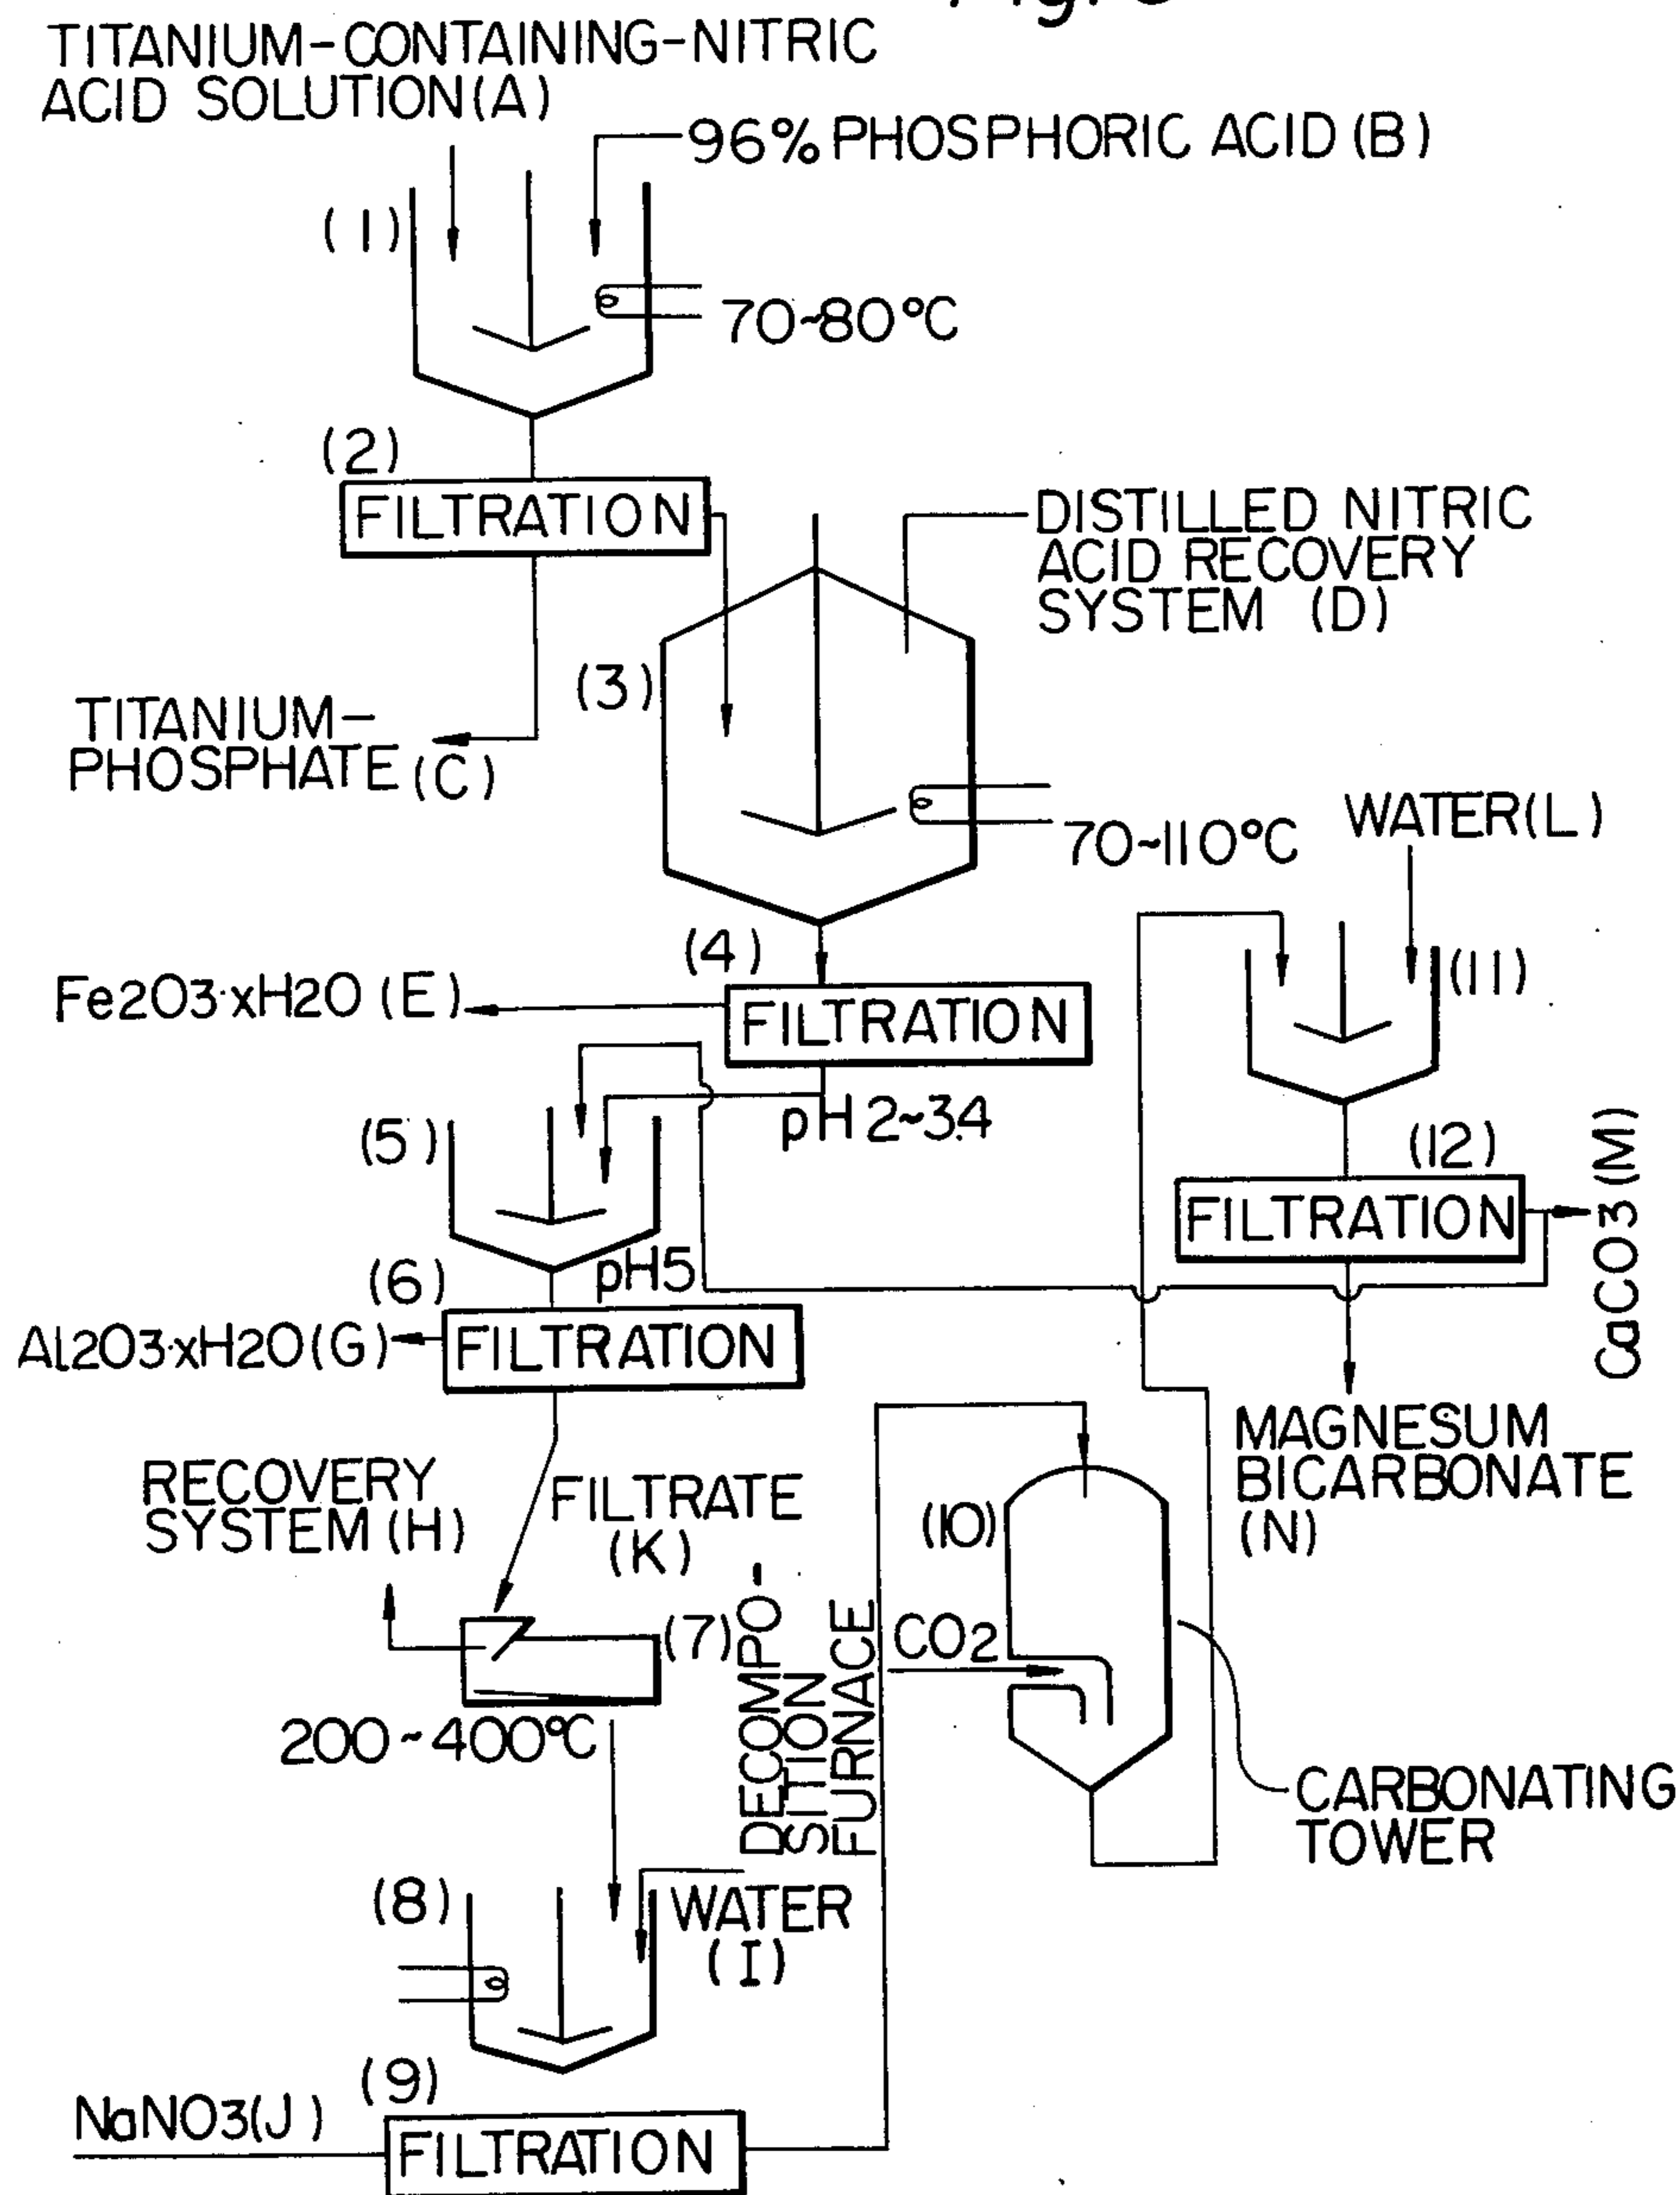 TITANIUM-CONTAINING-NITRIC
ACID SOLUTION(A)
96% PHOSPHORIC ACID (B)
(1)
70~80°C
(2)
FILTRATION
DISTILLED NITRIC
ACID RECOVERY
SYSTEM (D)
(3)
TITANIUM-
PHOSPHATE (C)
70~110°C
WATER(L)
(4)
(11)
Fe2O3·xH2O (E)
FILTRATION
pH 2~3.4
(5)
(12)
CaCO3 (M)
FILTRATION
pH5
(6)
Al2O3·xH2O(G)
FILTRATION
MAGNESUM
BICARBONATE
(N)
RECOVERY
SYSTEM (H)
FILTRATE
(K)
(10)
(7)
DECOMPO-
SITION
FURNACE
CO2
200~400°C
CARBONATING
TOWER
(8)
WATER
(I)
(9)
NaNO3(J)
FILTRATION